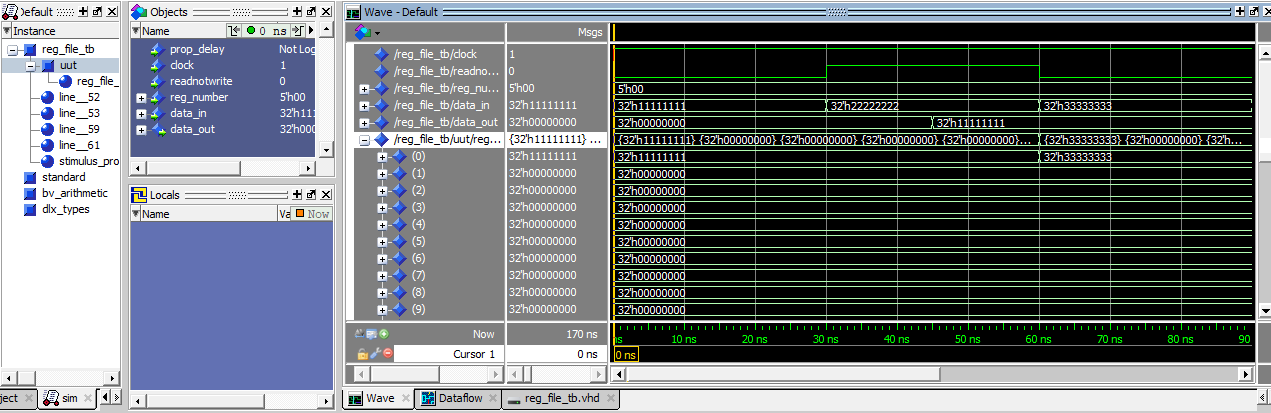 Default
Instance
reg_file_tb
uut
reg_file_
line__52
line__53
line__59
line__61
stimulus_pro
standard
bv_arithmetic
dlx_types
ject
sim
Objects
Name
0 ns
prop_delay Not Log
clock 1
readnotwrite 0
reg_number 5'h00
data_in 32'h111
data_out 32'h000
Locals
Name Va Now
Wave - Default
Msgs
/reg_file_tb/clock 1
/reg_file_tb/readno... 0
/reg_file_tb/reg_nu... 5'h00 5'h00
/reg_file_tb/data_in 32'h11111111 32'h11111111 32'h22222222 32'h33333333
/reg_file_tb/data_out 32'h00000000 32'h00000000 32'h11111111
/reg_file_tb/uut/reg... {32'h11111111} ... {32'h11111111} {32'h00000000} {32'h00000000} {32'h00000000} {32'h00000000}... {32'h33333333} {32'h00000000} {32'h...
(0) 32'h11111111 32'h11111111 32'h33333333
(1) 32'h00000000 32'h00000000
(2) 32'h00000000 32'h00000000
(3) 32'h00000000 32'h00000000
(4) 32'h00000000 32'h00000000
(5) 32'h00000000 32'h00000000
(6) 32'h00000000 32'h00000000
(7) 32'h00000000 32'h00000000
(8) 32'h00000000 32'h00000000
(9) 32'h00000000 32'h00000000
Now 170 ns ns 10 ns 20 ns 30 ns 40 ns 50 ns 60 ns 70 ns 80 ns 90
Cursor 1 0 ns 0 ns
Wave Dataflow reg_file_tb.vhd